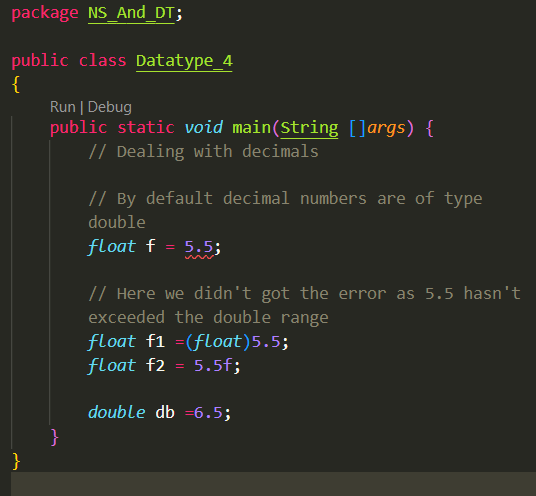 package NS_And_DT;
public class Datatype_4
{
Run | Debug
public static void main(String []args) {
// Dealing with decimals
// By default decimal numbers are of type
double
float f = 5.5;
// Here we didn't got the error as 5.5 hasn't
exceeded the double range
float f1 =(float)5.5;
float f2 = 5.5f;
double db =6.5;
}
}